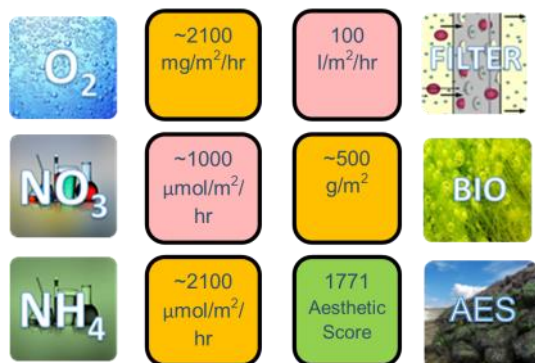 O₂
~2100
mg/m²/hr
100
l/m²/hr
FILTER
NO₃
~1000
µmol/m²/
hr
~500
g/m²
BIO
NH₄
~2100
µmol/m²/
hr
1771
Aesthetic
Score
AES